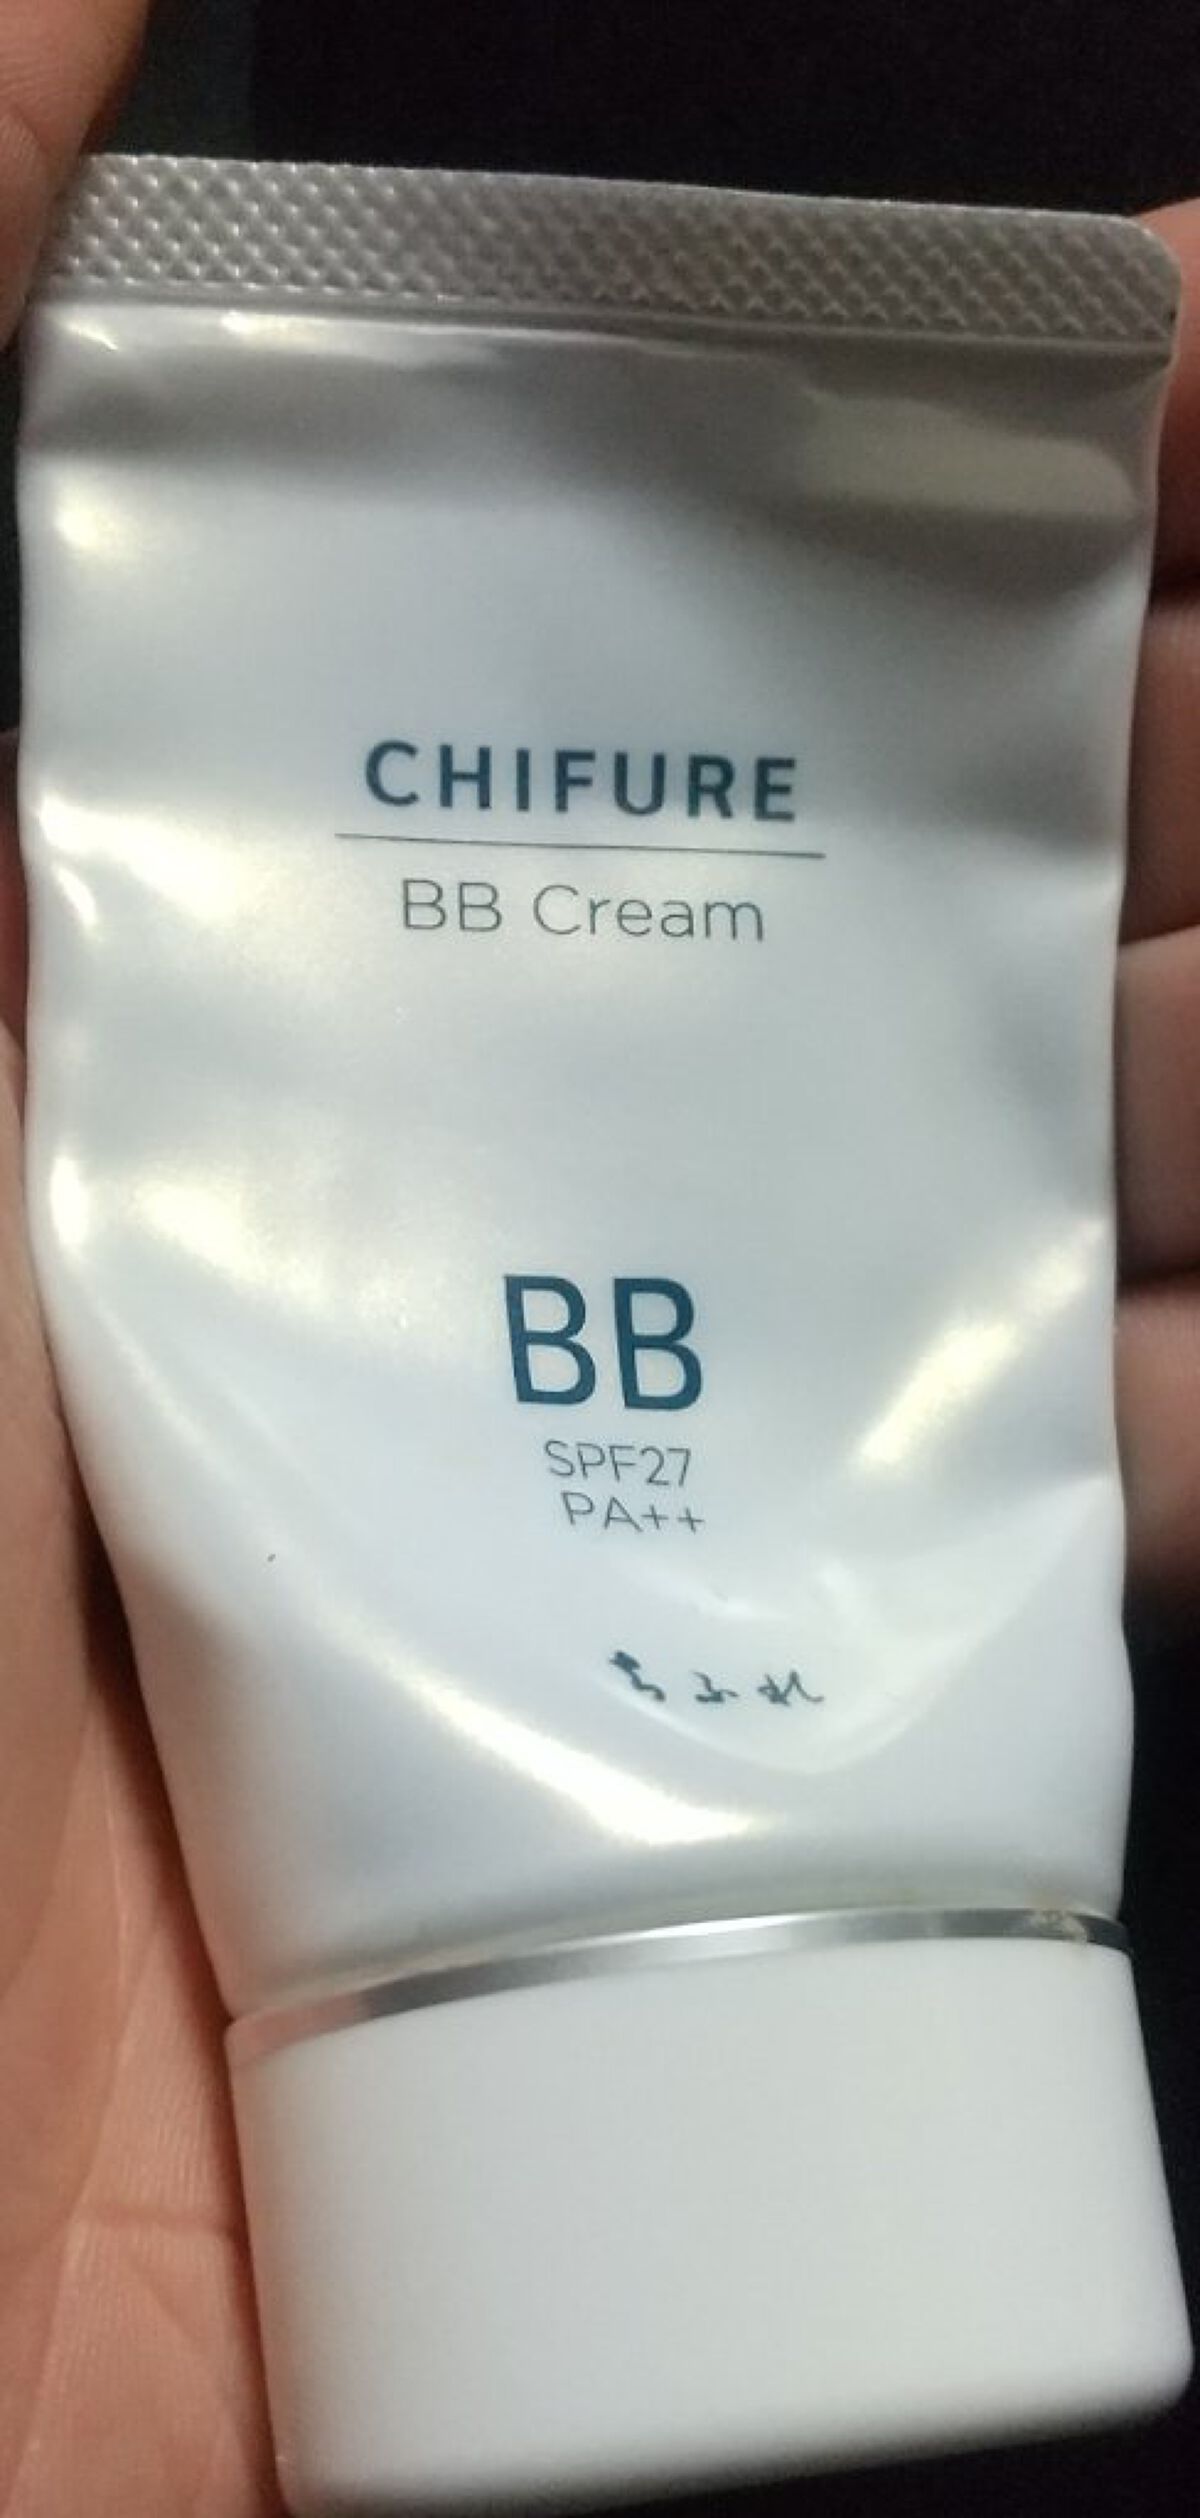 CHIFURE
BB Cream
BB
SPF27
PA++
ちふれ